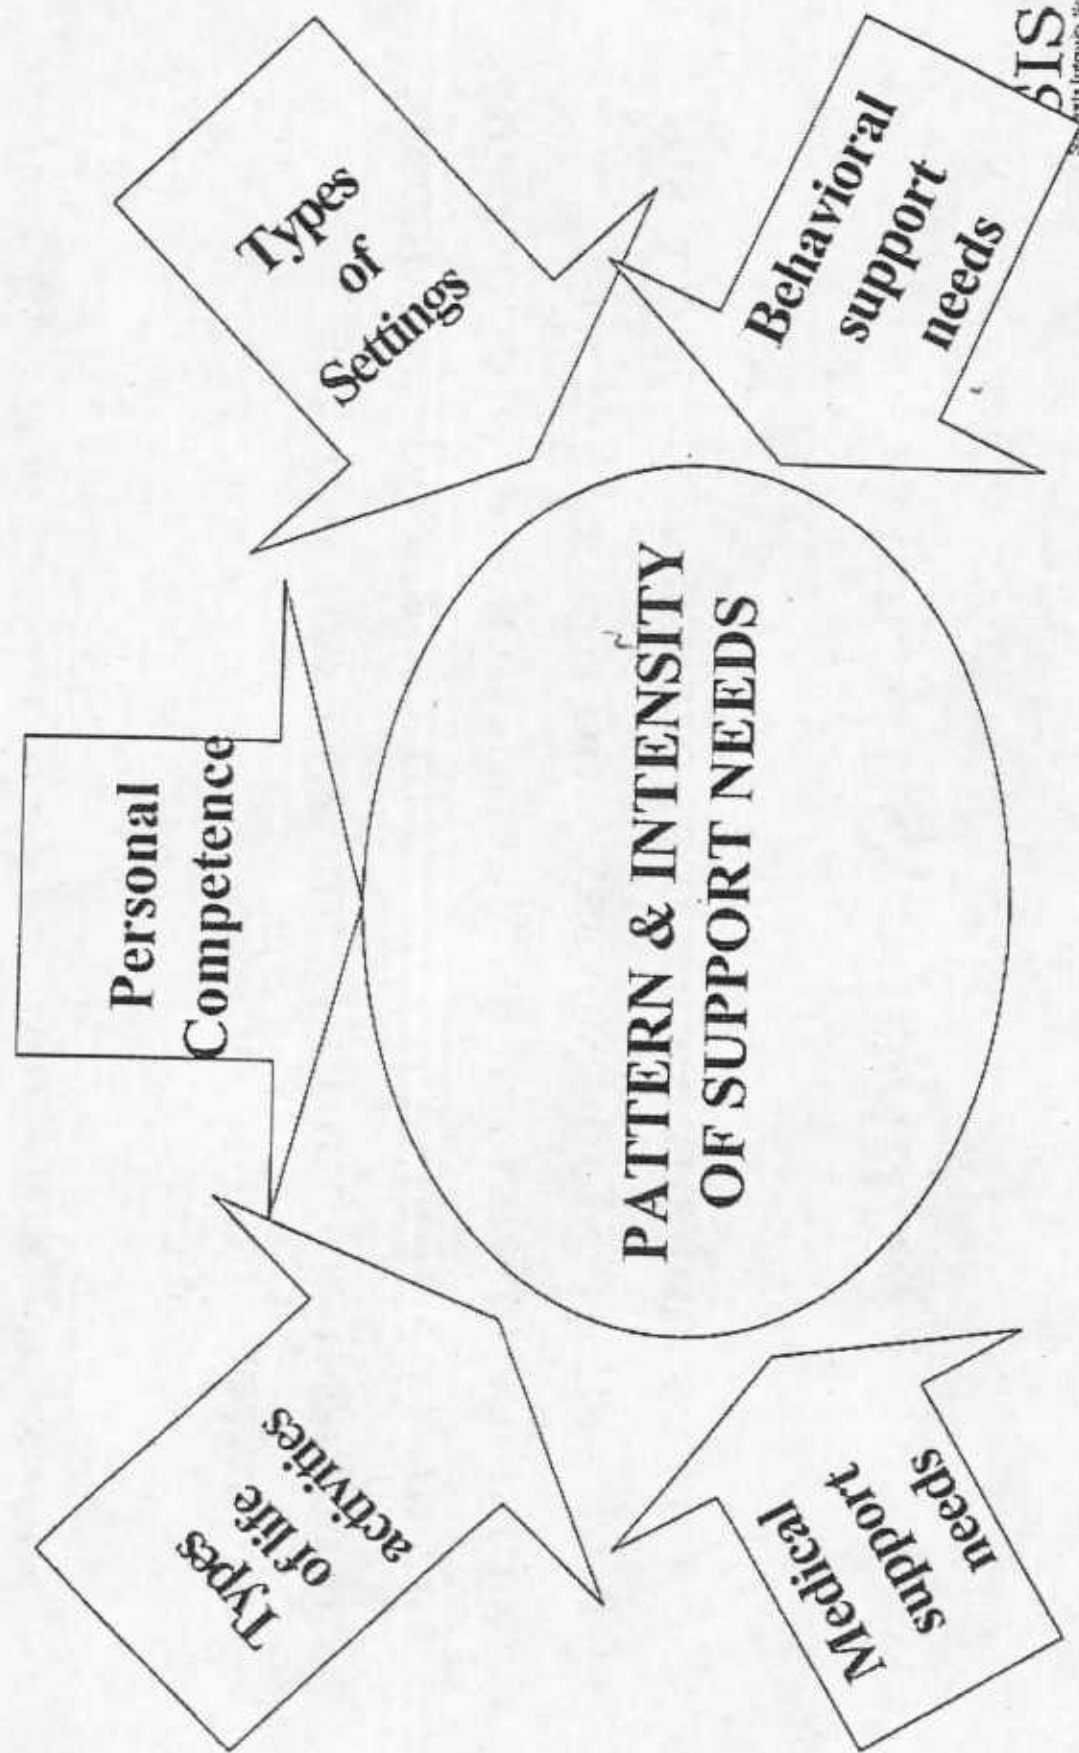 Types
of life
activities
Personal
Competence
Types
of
Settings
PATTERN & INTENSITY
OF SUPPORT NEEDS
Medical
support
needs
Behavioral
support
needs
SIS